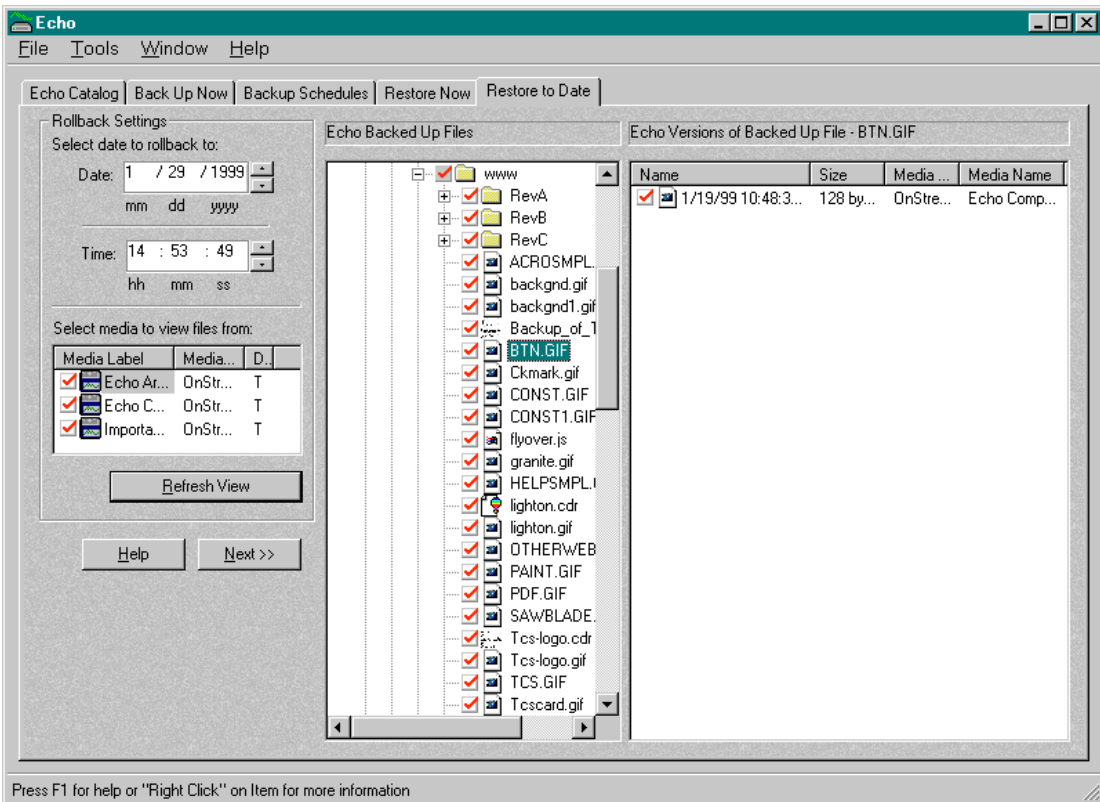 Echo
File Tools Window Help
Echo Catalog Back Up Now Backup Schedules Restore Now Restore to Date
Rollback Settings
Select date to rollback to:
Date: 1 / 29 / 1999
mm dd yyyy
Time: 14 : 53 : 49
hh mm ss
Select media to view files from:
Media Label Media... D..
Echo Ar... OnStr... T
Echo C... OnStr... T
Importa... OnStr... T
Refresh View
Help Next >>
Echo Backed Up Files
www
RevA
RevB
RevC
ACROSMPL.
backgnd.gif
backgnd1.gif
Backup_of_T
BTN.GIF
Ckmark.gif
CONST.GIF
CONST1.GIF
flyover.js
granite.gif
HELPSMPL.
lighton.cdr
lighton.gif
OTHERWEB
PAINT.GIF
PDF.GIF
SAWBLADE.
Tcs-logo.cdr
Tcs-logo.gif
TCS.GIF
Tcscard.gif
Echo Versions of Backed Up File - BTN.GIF
Name Size Media ... Media Name
1/19/99 10:48:3... 128 by... OnStre... Echo Comp...
Press F1 for help or "Right Click" on Item for more information